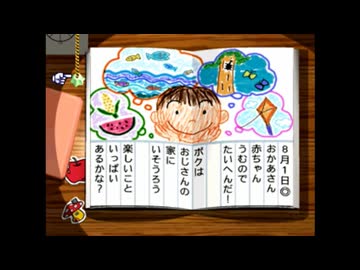 8月1日◎
おかあさん
赤ちゃん
うむので
たいへんだ!
ボクは
おじさんの
家に
いそうろう
楽しいこと
いっぱい
あるかな?